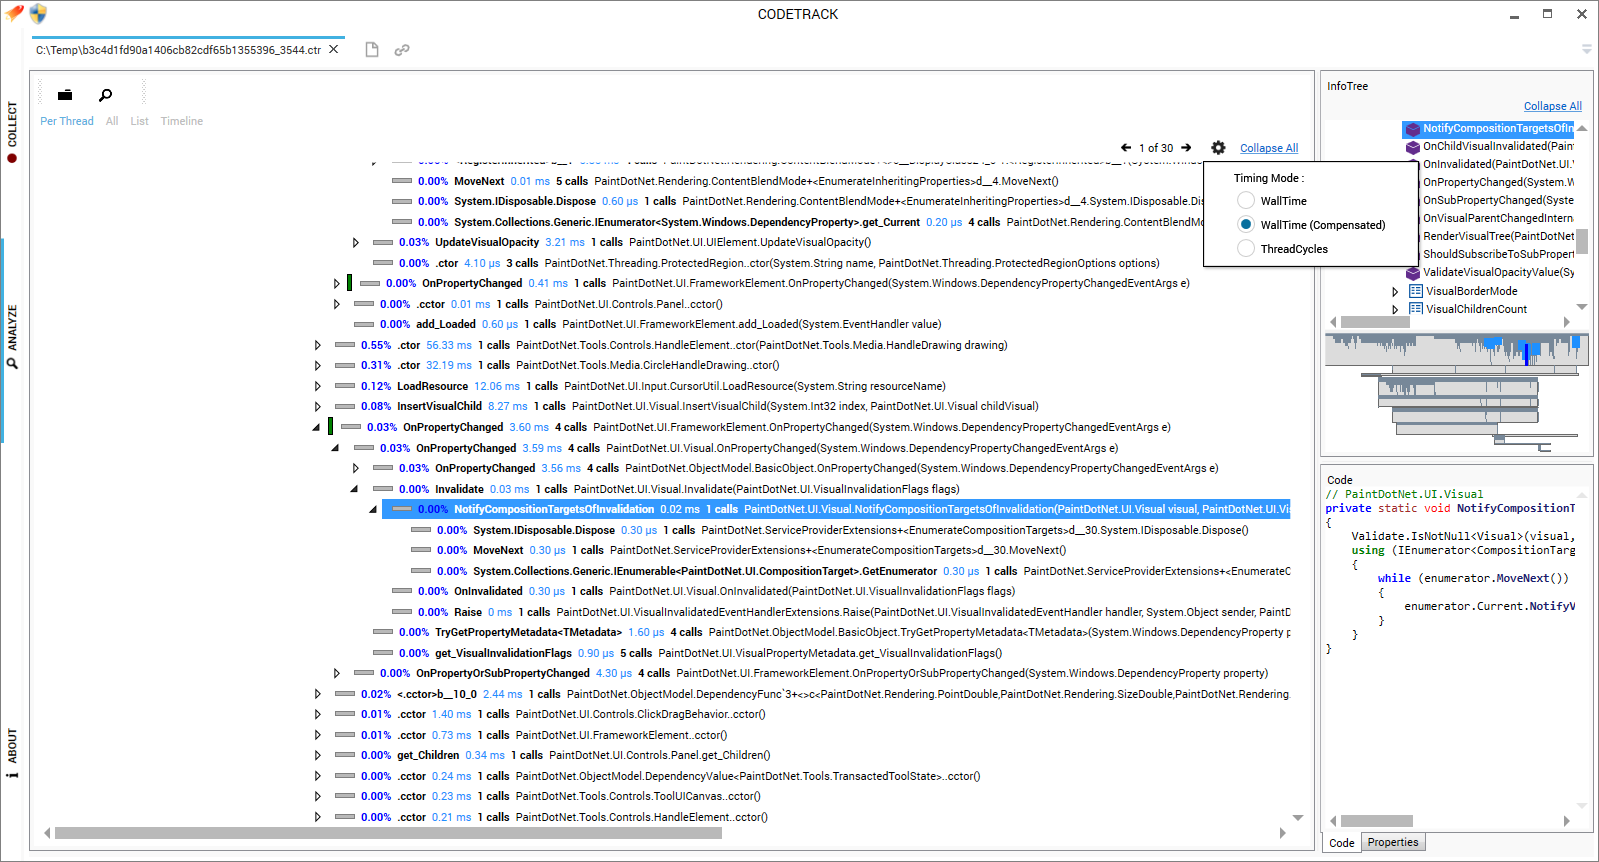 CODETRACK
C:\Temp\b3c4d1fd90a1406cb82cdf65b1355396_3544.ctr
COLLECT
ANALYZE
ABOUT
Per Thread All List Timeline
1 of 30 Collapse All
MoveNext 0.01 ms 5 calls PaintDotNet.Rendering.ContentBlendMode+<EnumerateInheritingProperties>d__4.MoveNext()
0.00% System.IDisposable.Dispose 0.60 µs 1 calls PaintDotNet.Rendering.ContentBlendMode+<EnumerateInheritingProperties>d__4.System.IDisposable.Dis
0.00% System.Collections.Generic.IEnumerator<System.Windows.DependencyProperty>.get_Current 0.20 µs 4 calls PaintDotNet.Rendering.ContentBlendMo
0.03% UpdateVisualOpacity 3.21 ms 1 calls PaintDotNet.UI.UIElement.UpdateVisualOpacity()
0.00% .ctor 4.10 µs 3 calls PaintDotNet.Threading.ProtectedRegion..ctor(System.String name, PaintDotNet.Threading.ProtectedRegionOptions options)
0.00% OnPropertyChanged 0.41 ms 1 calls PaintDotNet.UI.FrameworkElement.OnPropertyChanged(System.Windows.DependencyPropertyChangedEventArgs e)
0.00% .cctor 0.01 ms 1 calls PaintDotNet.UI.Controls.Panel..cctor()
0.00% add_Loaded 0.60 µs 1 calls PaintDotNet.UI.FrameworkElement.add_Loaded(System.EventHandler value)
0.55% .ctor 56.33 ms 1 calls PaintDotNet.Tools.Controls.HandleElement..ctor(PaintDotNet.Tools.Media.HandleDrawing drawing)
0.31% .ctor 32.19 ms 1 calls PaintDotNet.Tools.Media.CircleHandleDrawing..ctor()
0.12% LoadResource 12.06 ms 1 calls PaintDotNet.UI.Input.CursorUtil.LoadResource(System.String resourceName)
0.08% InsertVisualChild 8.27 ms 1 calls PaintDotNet.UI.Visual.InsertVisualChild(System.Int32 index, PaintDotNet.UI.Visual childVisual)
0.03% OnPropertyChanged 3.60 ms 4 calls PaintDotNet.UI.FrameworkElement.OnPropertyChanged(System.Windows.DependencyPropertyChangedEventArgs e)
0.03% OnPropertyChanged 3.59 ms 4 calls PaintDotNet.UI.Visual.OnPropertyChanged(System.Windows.DependencyPropertyChangedEventArgs e)
0.03% OnPropertyChanged 3.56 ms 4 calls PaintDotNet.ObjectModel.BasicObject.OnPropertyChanged(System.Windows.DependencyPropertyChangedEventArgs e)
0.00% Invalidate 0.03 ms 1 calls PaintDotNet.UI.Visual.Invalidate(PaintDotNet.UI.VisualInvalidationFlags flags)
0.00% NotifyCompositionTargetsOfInvalidation 0.02 ms 1 calls PaintDotNet.UI.Visual.NotifyCompositionTargetsOfInvalidation(PaintDotNet.UI.Visual visual, PaintDotNet.UI.Vis
0.00% System.IDisposable.Dispose 0.30 µs 1 calls PaintDotNet.ServiceProviderExtensions+<EnumerateCompositionTargets>d__30.System.IDisposable.Dispose()
0.00% MoveNext 0.30 µs 1 calls PaintDotNet.ServiceProviderExtensions+<EnumerateCompositionTargets>d__30.MoveNext()
0.00% System.Collections.Generic.IEnumerable<PaintDotNet.UI.CompositionTarget>.GetEnumerator 0.30 µs 1 calls PaintDotNet.ServiceProviderExtensions+<EnumerateC
0.00% OnInvalidated 0.30 µs 1 calls PaintDotNet.UI.Visual.OnInvalidated(PaintDotNet.UI.VisualInvalidationFlags flags)
0.00% Raise 0 ms 1 calls PaintDotNet.UI.VisualInvalidatedEventHandlerExtensions.Raise(PaintDotNet.UI.VisualInvalidatedEventHandler handler, System.Object sender, PaintD
0.00% TryGetPropertyMetadata<TMetadata> 1.60 µs 4 calls PaintDotNet.ObjectModel.BasicObject.TryGetPropertyMetadata<TMetadata>(System.Windows.DependencyProperty p
0.00% get_VisualInvalidationFlags 0.90 µs 5 calls PaintDotNet.UI.VisualPropertyMetadata.get_VisualInvalidationFlags()
0.00% OnPropertyOrSubPropertyChanged 4.30 µs 4 calls PaintDotNet.UI.FrameworkElement.OnPropertyOrSubPropertyChanged(System.Windows.DependencyProperty property)
0.02% <.cctor>b__10_0 2.44 ms 1 calls PaintDotNet.ObjectModel.DependencyFunc`3+<>c<PaintDotNet.Rendering.PointDouble,PaintDotNet.Rendering.SizeDouble,PaintDotNet.Rendering.
0.01% .cctor 1.40 ms 1 calls PaintDotNet.UI.Controls.ClickDragBehavior..cctor()
0.01% .cctor 0.73 ms 1 calls PaintDotNet.UI.FrameworkElement..cctor()
0.00% get_Children 0.34 ms 1 calls PaintDotNet.UI.Controls.Panel.get_Children()
0.00% .cctor 0.24 ms 1 calls PaintDotNet.ObjectModel.DependencyValue<PaintDotNet.Tools.TransactedToolState>..cctor()
0.00% .cctor 0.23 ms 1 calls PaintDotNet.Tools.Controls.ToolUICanvas..cctor()
0.00% .cctor 0.21 ms 1 calls PaintDotNet.Tools.Controls.HandleElement..cctor()
Timing Mode :
WallTime
WallTime (Compensated)
ThreadCycles
InfoTree
Collapse All
NotifyCompositionTargetsOfIn
OnChildVisualInvalidated(Pain
OnInvalidated(PaintDotNet.UI.V
OnPropertyChanged(System.W
OnSubPropertyChanged(Syste
OnVisualParentChangedInterna
RenderVisualTree(PaintDotNet
ShouldSubscribeToSubPropert
ValidateVisualOpacityValue(Sy
VisualBorderMode
VisualChildrenCount
Code
// PaintDotNet.UI.Visual
private static void NotifyCompositionT
{
Validate.IsNotNull<Visual>(visual,
using (IEnumerator<CompositionTarg
{
while (enumerator.MoveNext())
{
enumerator.Current.NotifyV
}
}
}
Code Properties